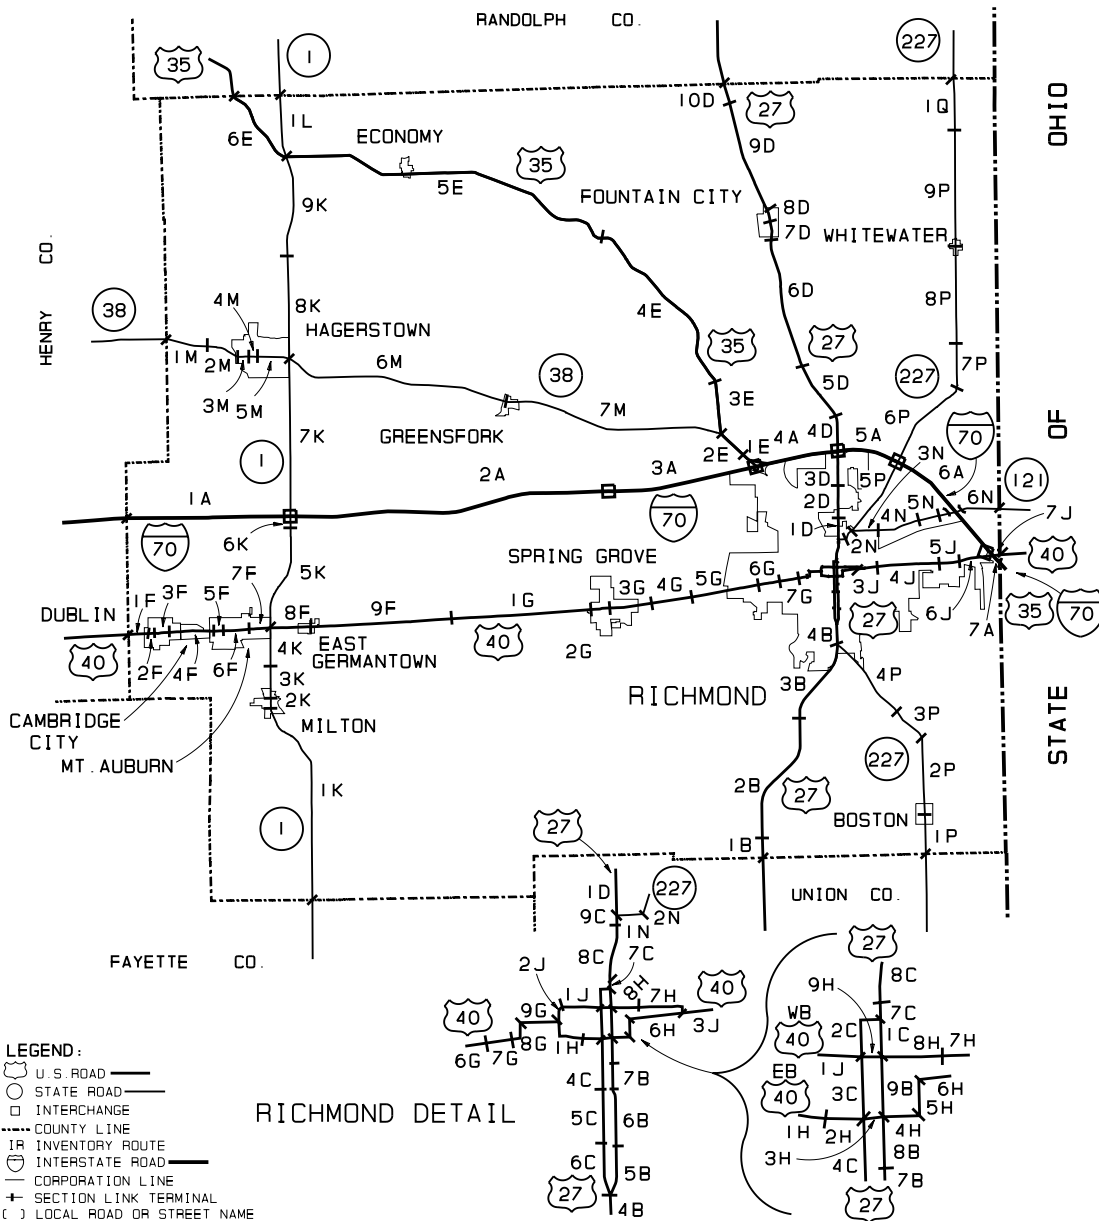 RANDOLPH CO.
35
1
227
10D
27
1Q
OHIO
1L
6E
ECONOMY
9D
35
5E
FOUNTAIN CITY
9P
8D
7D
WHITEWATER
9K
HENRY CO.
38
4M
8K
HAGERSTOWN
6D
8P
4E
1M
2M
6M
35
27
7P
3M
5M
38
5D
227
3E
7M
6P
7K
GREENSFORK
4D
5A
3N
70
OF
1
2E
1E
4A
2A
3A
3D
5P
6A
121
1A
2D
5N
6N
70
70
4N
7J
6K
1D
2N
SPRING GROVE
5J
40
5K
7F
6G
3J
4J
DUBLIN
1F
3F
5F
8F
9F
1G
3G
4G
5G
7G
6J
35
70
40
2F
4F
6F
4K
EAST
GERMANTOWN
40
2G
27
7A
4B
3K
3B
4P
2K
RICHMOND
CAMBRIDGE
CITY
MILTON
3P
STATE
MT. AUBURN
227
1K
2B
27
2P
1
BOSTON
27
1B
1P
1D
227
UNION CO.
9C
2N
1N
FAYETTE CO.
8C
7C
27
2J
8C
1J
8H
7H
40
9H
40
9G
6H
3J
WB
7C
2C
1C
40
8H
7H
6G
7G
8G
1H
1J
EB
3C
9B
6H
40
5H
LEGEND:
U.S. ROAD
STATE ROAD
INTERCHANGE
COUNTY LINE
IR INVENTORY ROUTE
INTERSTATE ROAD
CORPORATION LINE
SECTION LINK TERMINAL
( ) LOCAL ROAD OR STREET NAME
RICHMOND DETAIL
7B
4C
5C
6B
6C
5B
27
4B
1H
2H
4H
3H
8B
4C
7B
27